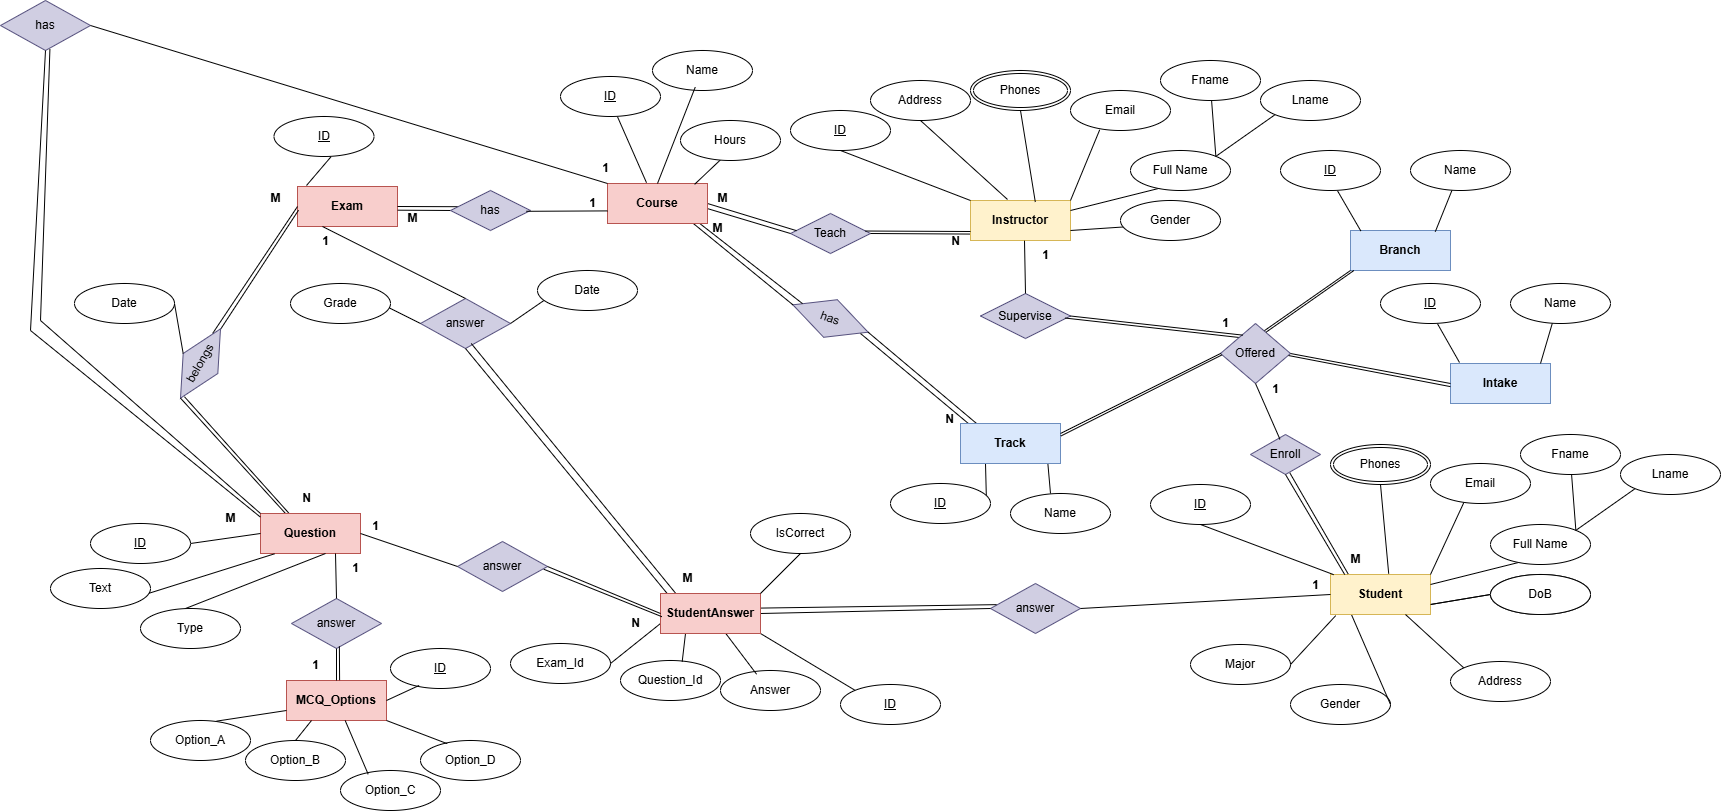 has
Name
ID
Hours
ID
Address
Phones
Email
Fname
Lname
Full Name
Gender
ID
Name
ID
M
Exam
M
has
1
1
Course
M
M
Teach
N
Instructor
1
Branch
1
Date
Grade
Date
answer
belongs
has
Supervise
1
Offered
1
ID
Name
Intake
N
Track
ID
Name
Enroll
M
N
M
Question
1
1
ID
Text
Type
answer
answer
1
MCQ_Options
ID
Option_A
Option_B
Option_C
Option_D
M
N
StudentAnswer
IsCorrect
Exam_Id
Question_Id
Answer
ID
answer
1
Student
ID
Phones
Email
Fname
Lname
Full Name
DoB
Address
Gender
Major